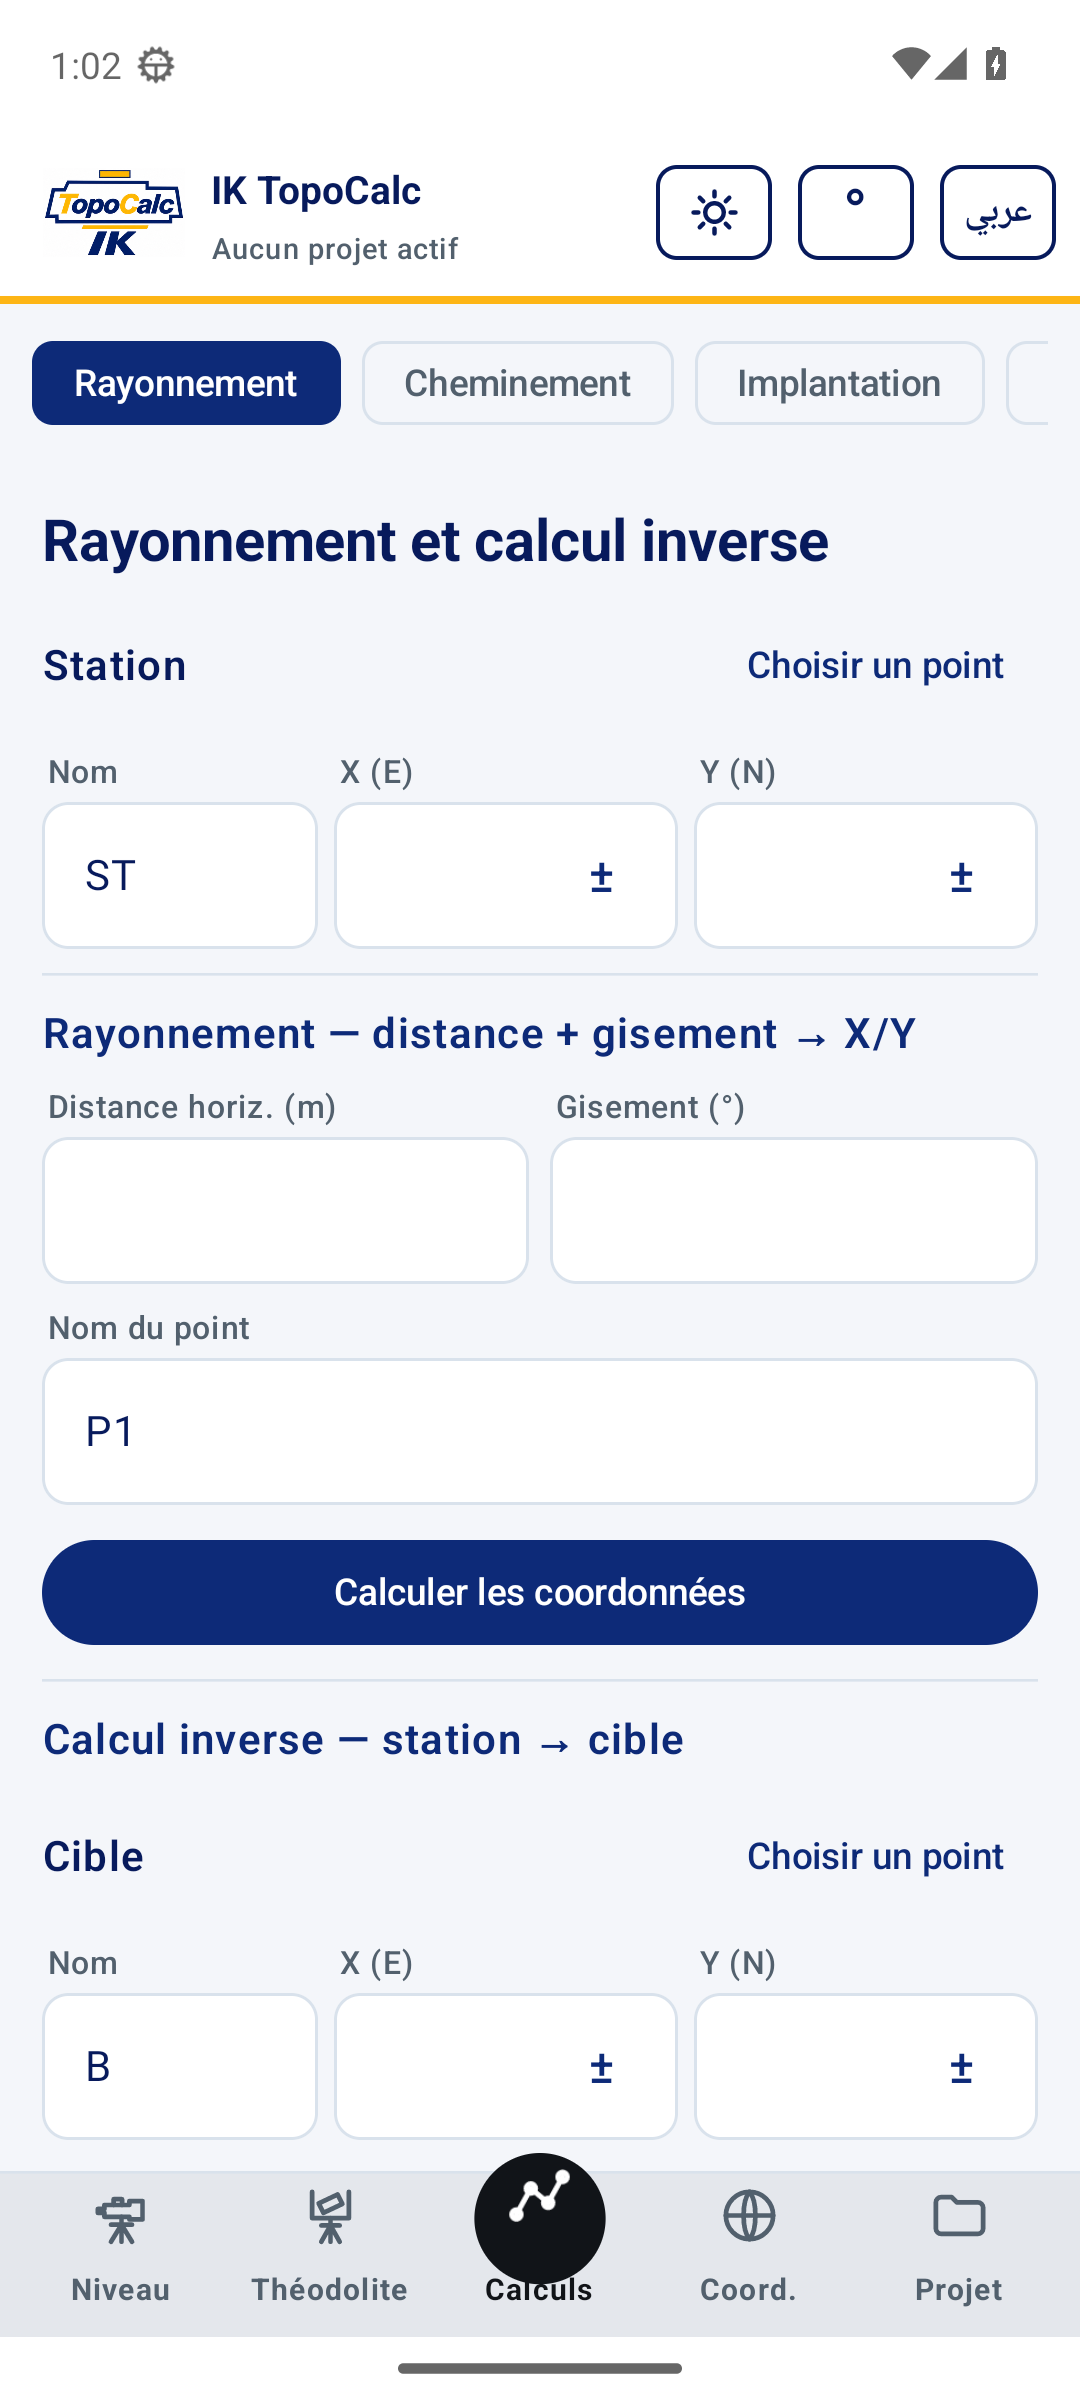 1:02
TopoCalc
IK
IK TopoCalc
Aucun projet actif
°
عربي
Rayonnement
Cheminement
Implantation
Rayonnement et calcul inverse
Station
Choisir un point
Nom
X (E)
Y (N)
ST
±
±
Rayonnement — distance + gisement → X/Y
Distance horiz. (m)
Gisement (°)
Nom du point
P1
Calculer les coordonnées
Calcul inverse — station → cible
Cible
Choisir un point
Nom
X (E)
Y (N)
B
±
±
Niveau
Théodolite
Calculs
Coord.
Projet